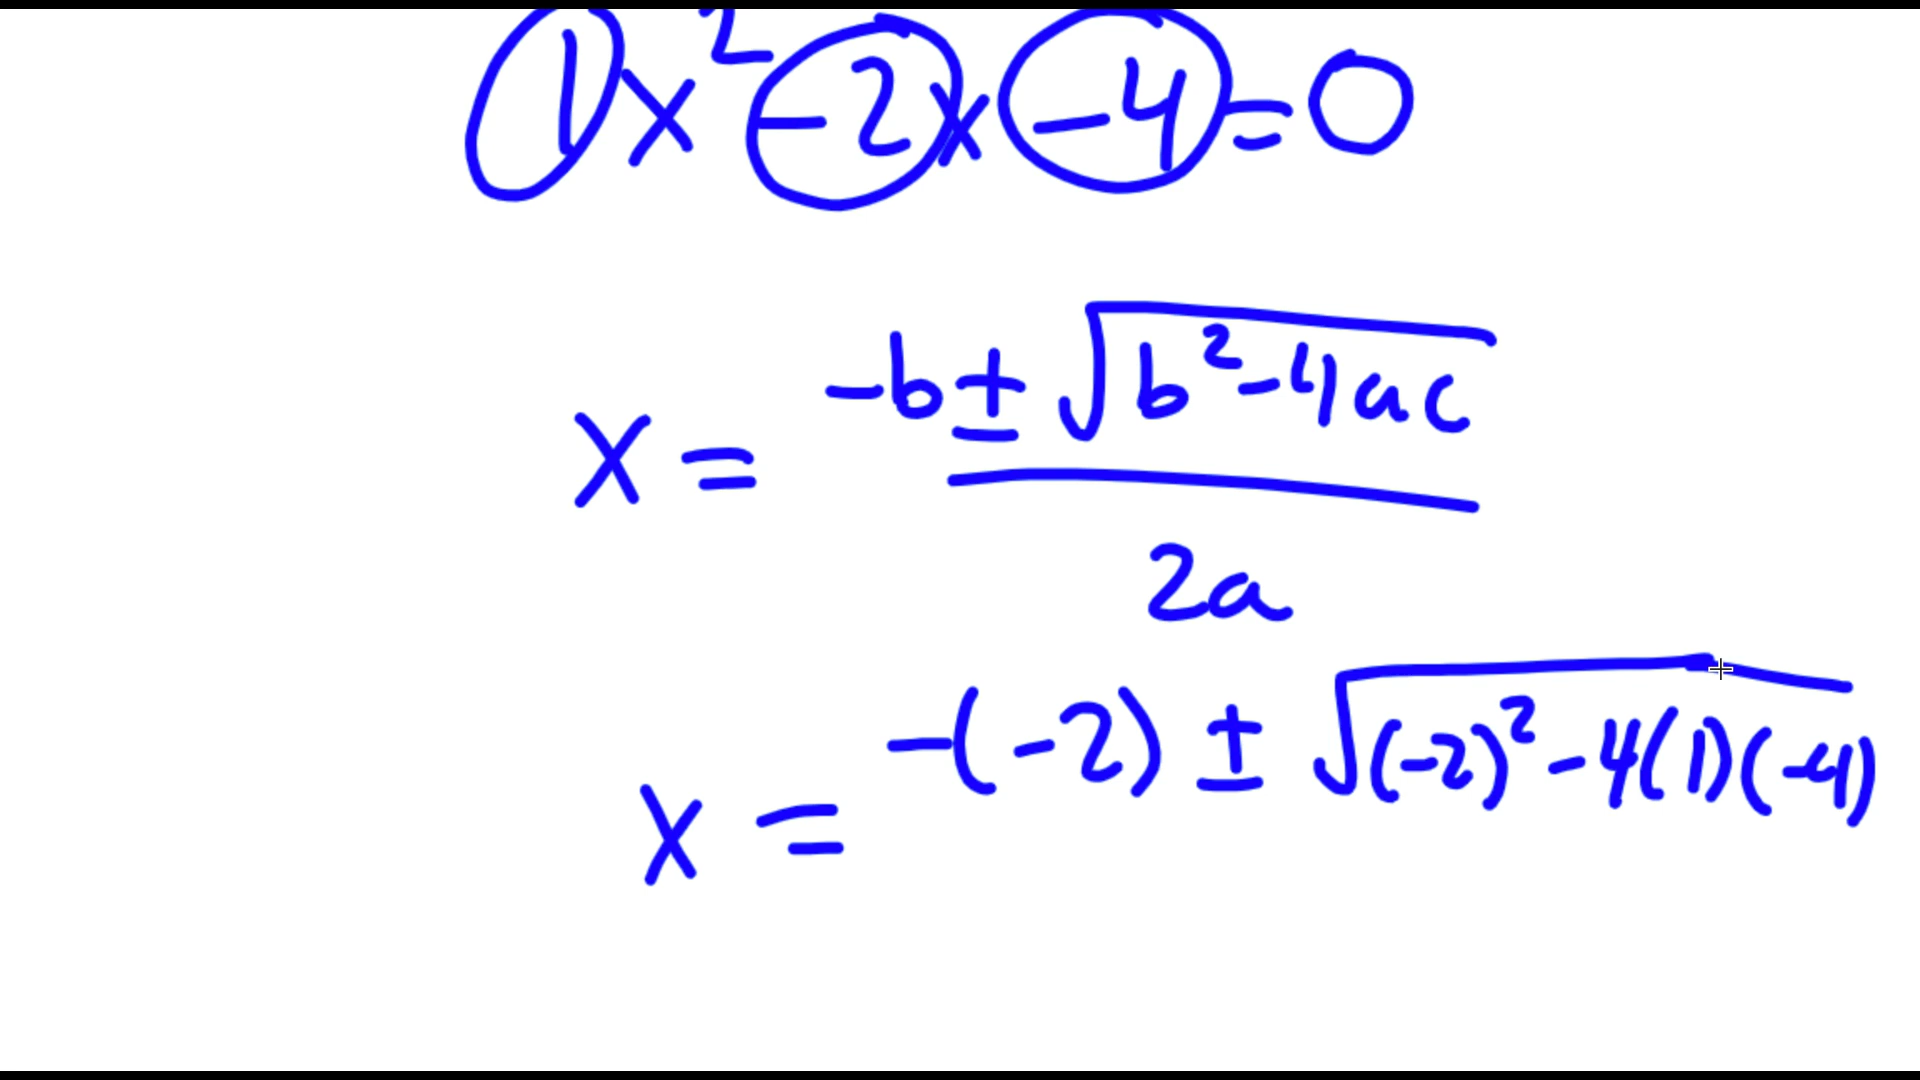 1x² -2x -4 = 0
x = -b ± √(b² - 4ac) / 2a
x = -(-2) ± √((-2)² - 4(1)(-4))